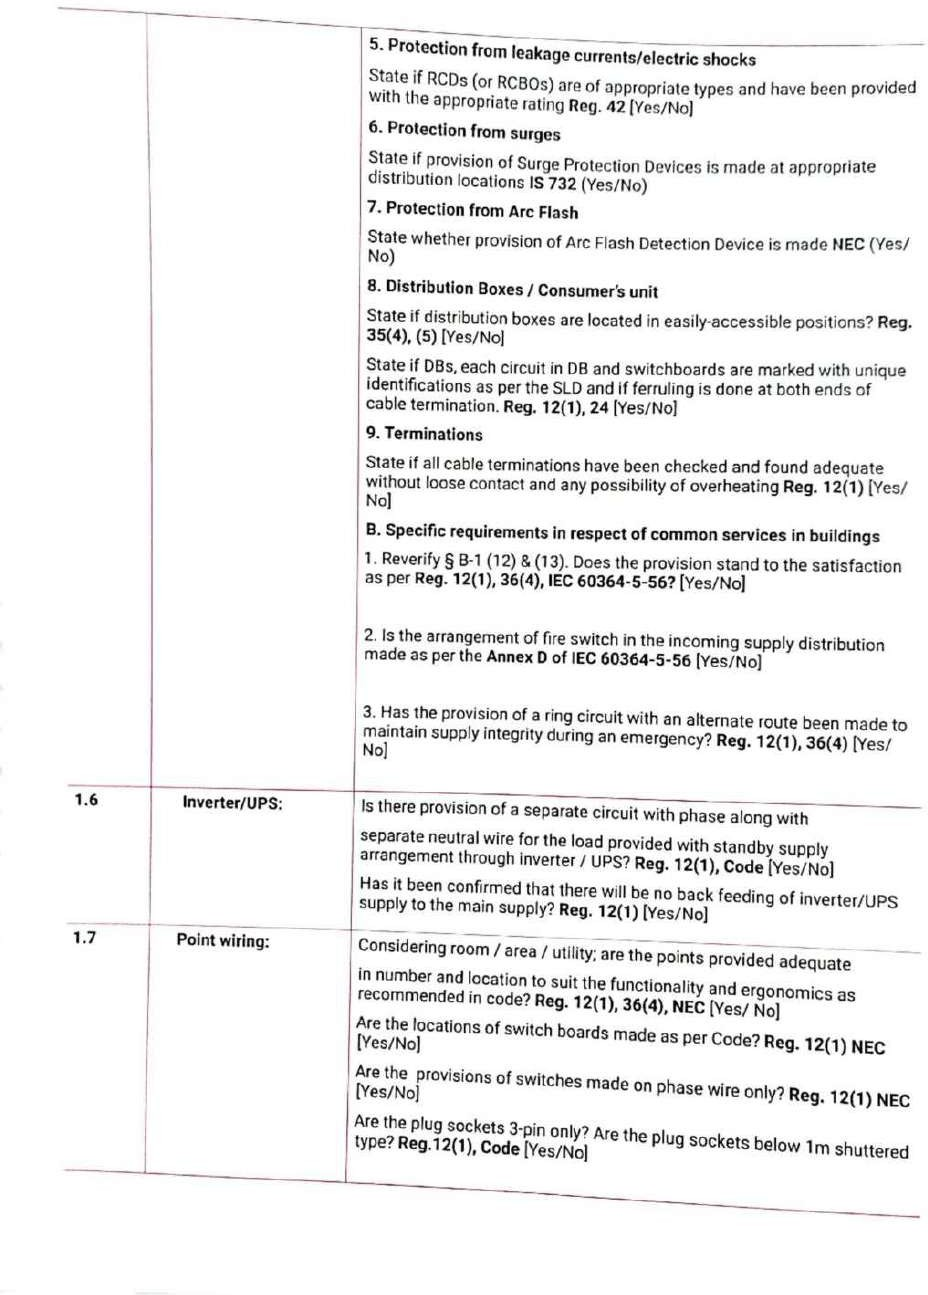 5. Protection from leakage currents/electric shocks
State if RCDs (or RCBOs) are of appropriate types and have been provided
with the appropriate rating Reg. 42 [Yes/No]
6. Protection from surges
State if provision of Surge Protection Devices is made at appropriate
distribution locations IS 732 (Yes/No)
7. Protection from Arc Flash
State whether provision of Arc Flash Detection Device is made NEC (Yes/
No)
8. Distribution Boxes / Consumer's unit
State if distribution boxes are located in easily-accessible positions? Reg.
35(4), (5) [Yes/No]
State if DBs, each circuit in DB and switchboards are marked with unique
identifications as per the SLD and if ferruling is done at both ends of
cable termination. Reg. 12(1), 24 [Yes/No]
9. Terminations
State if all cable terminations have been checked and found adequate
without loose contact and any possibility of overheating Reg. 12(1) [Yes/
No]
B. Specific requirements in respect of common services in buildings
1. Reverify § B-1 (12) & (13). Does the provision stand to the satisfaction
as per Reg. 12(1), 36(4), IEC 60364-5-56? [Yes/No]
2. Is the arrangement of fire switch in the incoming supply distribution
made as per the Annex D of IEC 60364-5-56 [Yes/No]
3. Has the provision of a ring circuit with an alternate route been made to
maintain supply integrity during an emergency? Reg. 12(1), 36(4) [Yes/
No]
1.6 Inverter/UPS: Is there provision of a separate circuit with phase along with
separate neutral wire for the load provided with standby supply
arrangement through inverter / UPS? Reg. 12(1), Code [Yes/No]
Has it been confirmed that there will be no back feeding of inverter/UPS
supply to the main supply? Reg. 12(1) [Yes/No]
1.7 Point wiring: Considering room / area / utility; are the points provided adequate
in number and location to suit the functionality and ergonomics as
recommended in code? Reg. 12(1), 36(4), NEC [Yes/ No]
Are the locations of switch boards made as per Code? Reg. 12(1) NEC
[Yes/No]
Are the provisions of switches made on phase wire only? Reg. 12(1) NEC
[Yes/No]
Are the plug sockets 3-pin only? Are the plug sockets below 1m shuttered
type? Reg.12(1), Code [Yes/No]